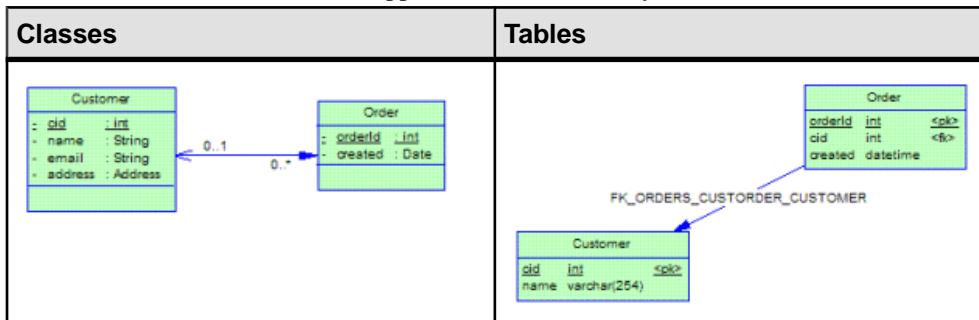 Classes
Tables
Customer
- cid : int
- name : String
- email : String
- address : Address
0..1
0..*
Order
- orderId : int
- created : Date
Order
orderId int <pk>
cid int <fk>
created datetime
FK_ORDERS_CUSTORDER_CUSTOMER
Customer
cid int <pk>
name varchar(254)